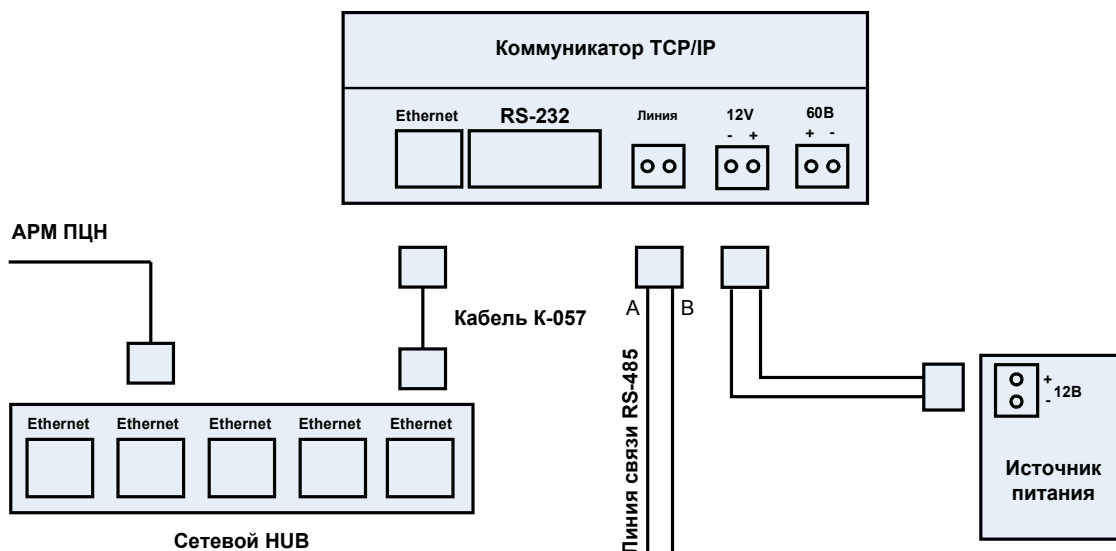 Коммуникатор TCP/IP
Ethernet RS-232 Линия 12V 60В
- + + -
АРМ ПЦН
Кабель К-057
A B
Линия связи RS-485
+
12В
-
Источник
питания
Ethernet Ethernet Ethernet Ethernet Ethernet
Сетевой HUB